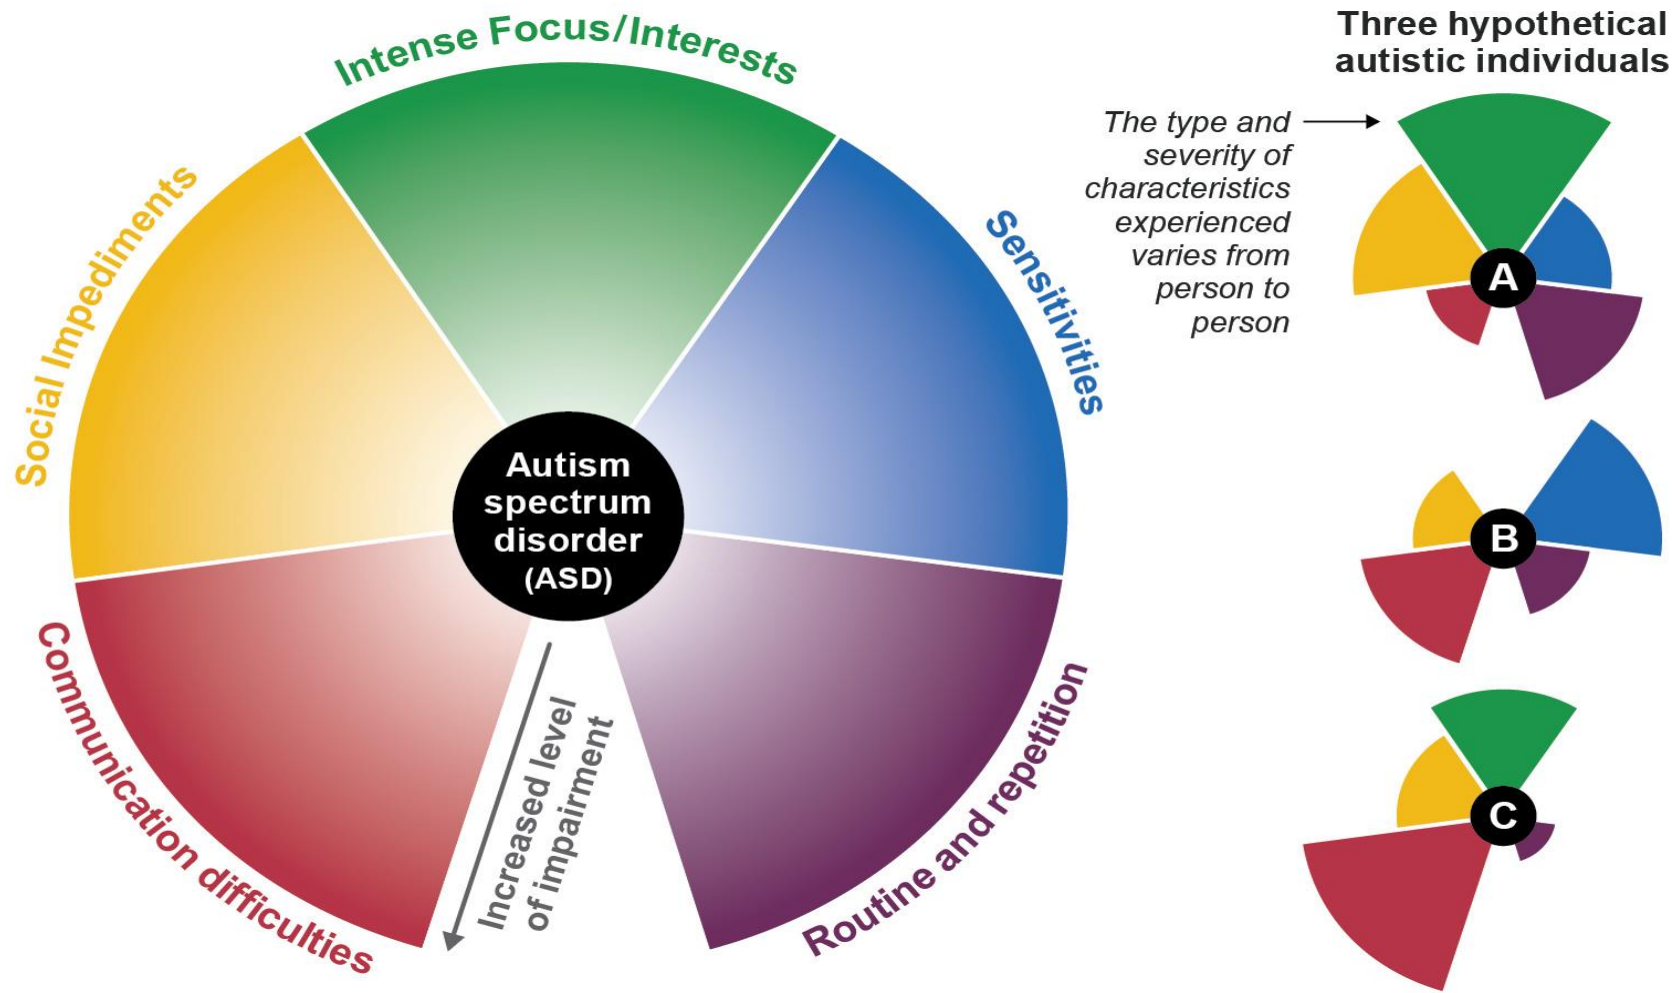 Intense Focus/Interests
Social Impediments
Sensitivities
Autism
spectrum
disorder
(ASD)
Communication difficulties
Increased level
of impairment
Routine and repetition
Three hypothetical
autistic individuals
The type and
severity of
characteristics
experienced
varies from
person to
person
A
B
C